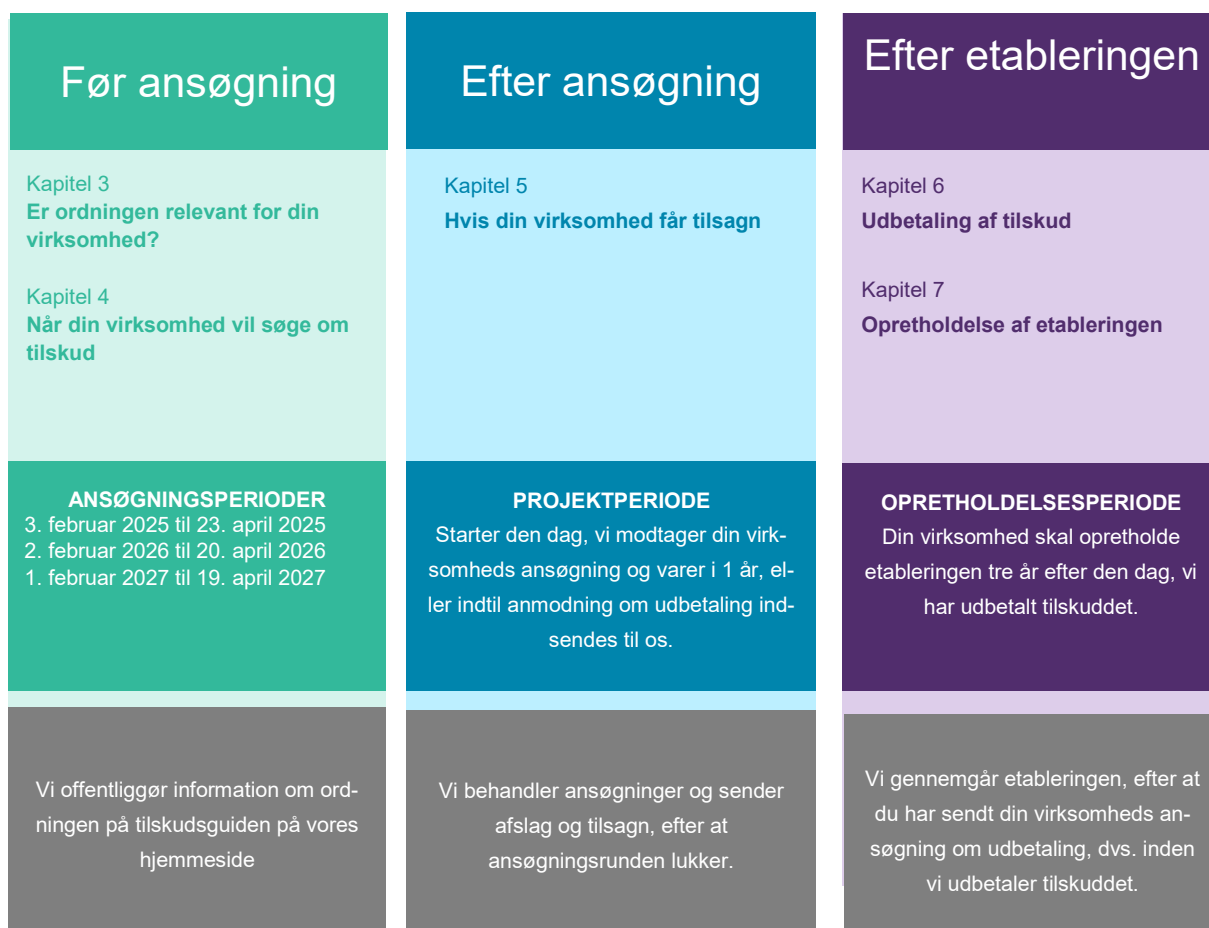 Før ansøgning
Kapitel 3
Er ordningen relevant for din
virksomhed?
Kapitel 4
Når din virksomhed vil søge om
tilskud
ANSØGNINGSPERIODER
3. februar 2025 til 23. april 2025
2. februar 2026 til 20. april 2026
1. februar 2027 til 19. april 2027
Vi offentliggør information om ord-
ningen på tilskudsguiden på vores
hjemmeside
Efter ansøgning
Kapitel 5
Hvis din virksomhed får tilsagn
PROJEKTPERIODE
Starter den dag, vi modtager din virk-
somheds ansøgning og varer i 1 år, el-
ler indtil anmodning om udbetaling ind-
sendes til os.
Vi behandler ansøgninger og sender
afslag og tilsagn, efter at
ansøgningsrunden lukker.
Efter etableringen
Kapitel 6
Udbetaling af tilskud
Kapitel 7
Opretholdelse af etableringen
OPRETHOLDELSESPERIODE
Din virksomhed skal opretholde
etableringen tre år efter den dag, vi
har udbetalt tilskuddet.
Vi gennemgår etableringen, efter at
du har sendt din virksomheds an-
søgning om udbetaling, dvs. inden
vi udbetaler tilskuddet.